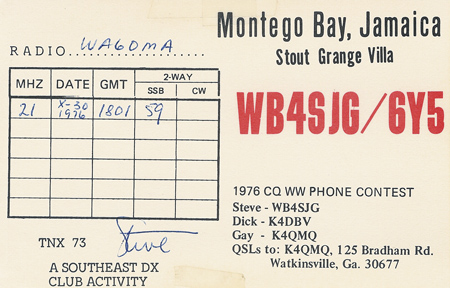 Montego Bay, Jamaica
Stout Grange Villa
RADIO WA6DMA
WB4SJG/6Y5
MHZ DATE GMT 2-WAY
SSB CW
21 X-30 1976 1801 59
1976 CQ WW PHONE CONTEST
Steve - WB4SJG
Dick - K4DBV
Gay - K4QMQ
QSLs to: K4QMQ, 125 Bradham Rd.
Watkinsville, Ga. 30677
TNX 73 Steve
A SOUTHEAST DX
CLUB ACTIVITY